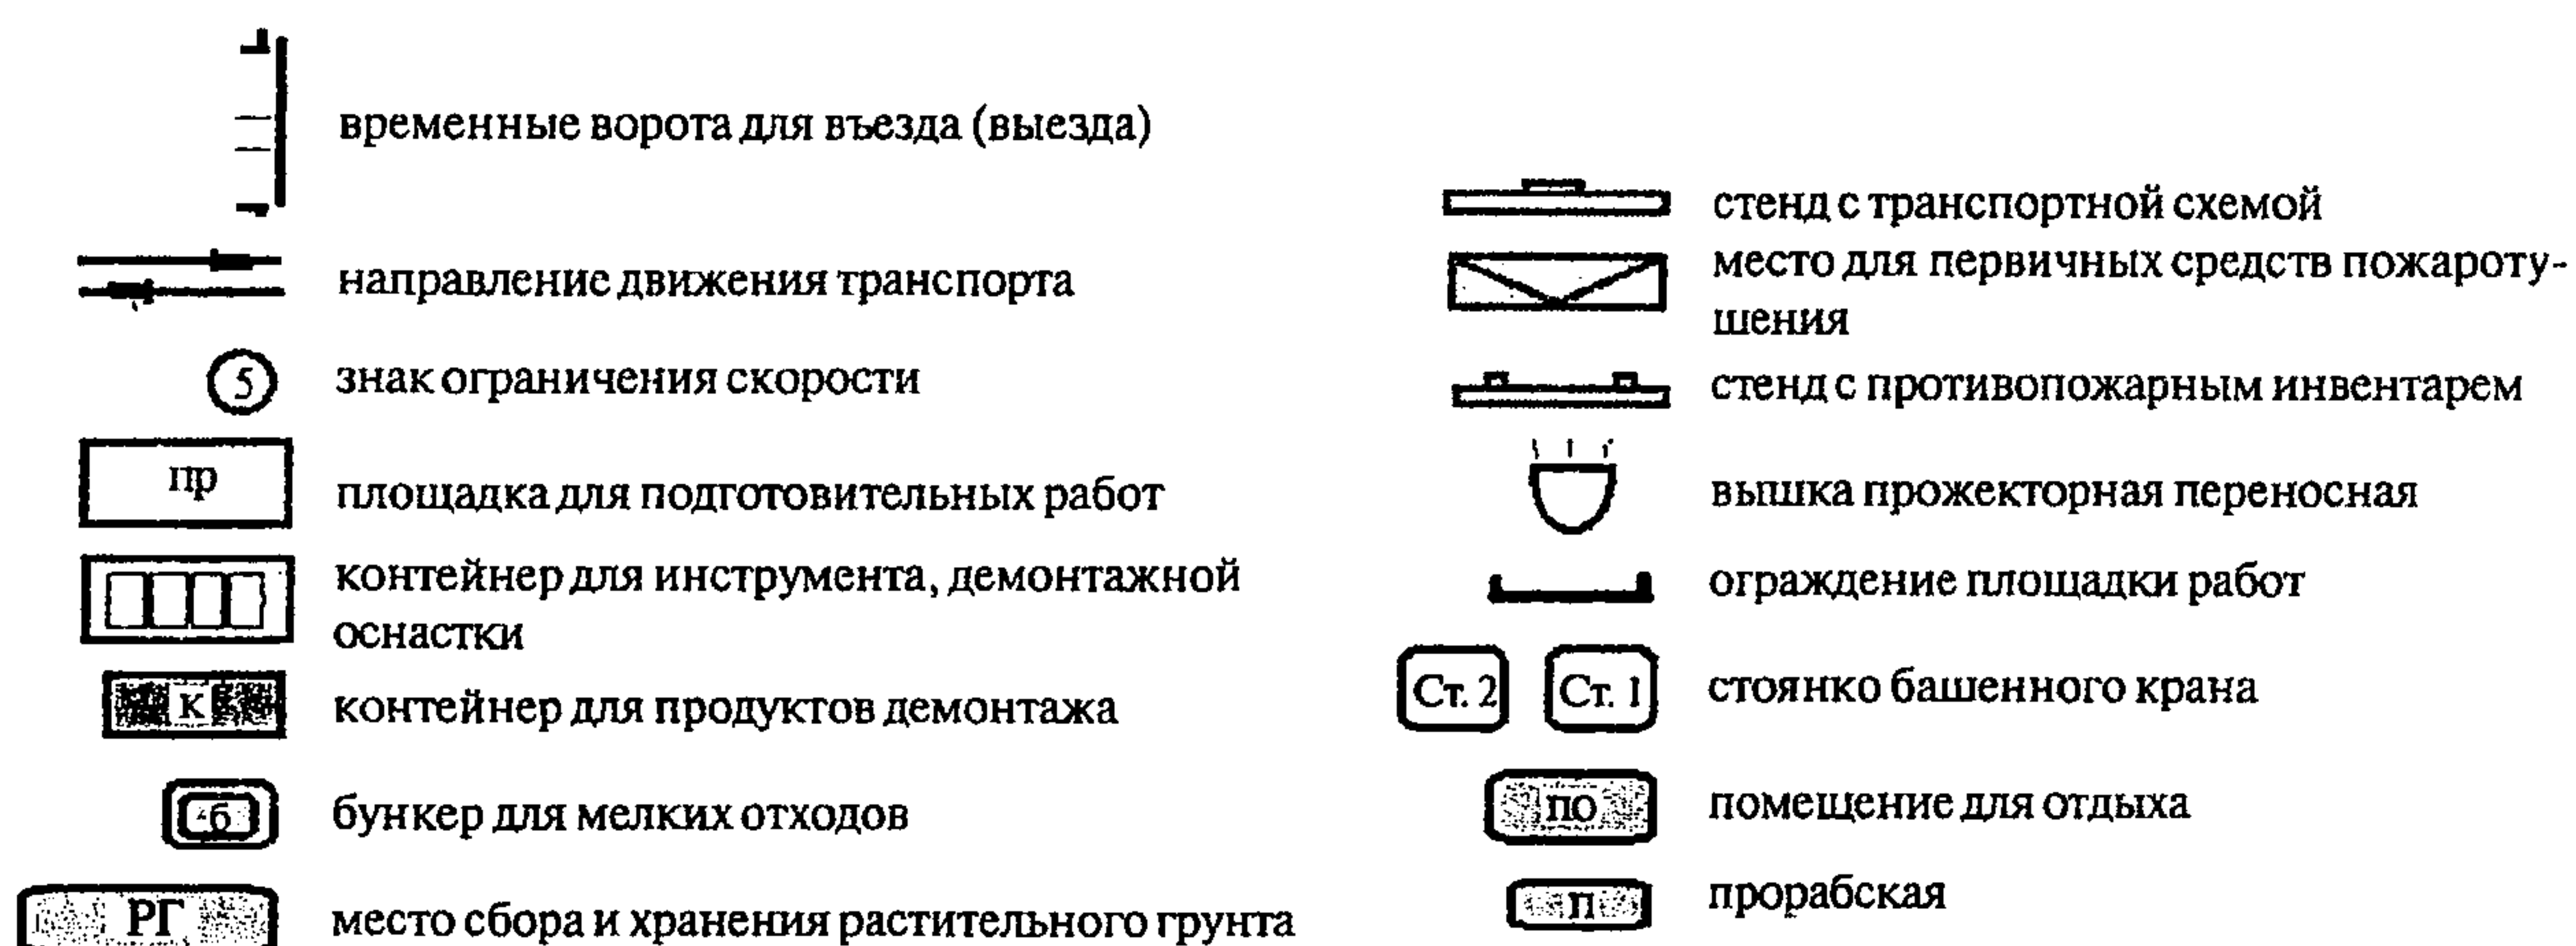 временные ворота для въезда (выезда)
направление движения транспорта
5
знак ограничения скорости
пр
площадка для подготовительных работ
контейнер для инструмента, демонтажной
оснастки
К
контейнер для продуктов демонтажа
б
бункер для мелких отходов
РГ
место сбора и хранения растительного грунта
стенд с транспортной схемой
место для первичных средств пожароту-
шения
стенд с противопожарным инвентарем
вышка прожекторная переносная
ограждение площадки работ
Ст. 2 Ст. 1
стоянко башенного крана
по
помещение для отдыха
П
прорабская